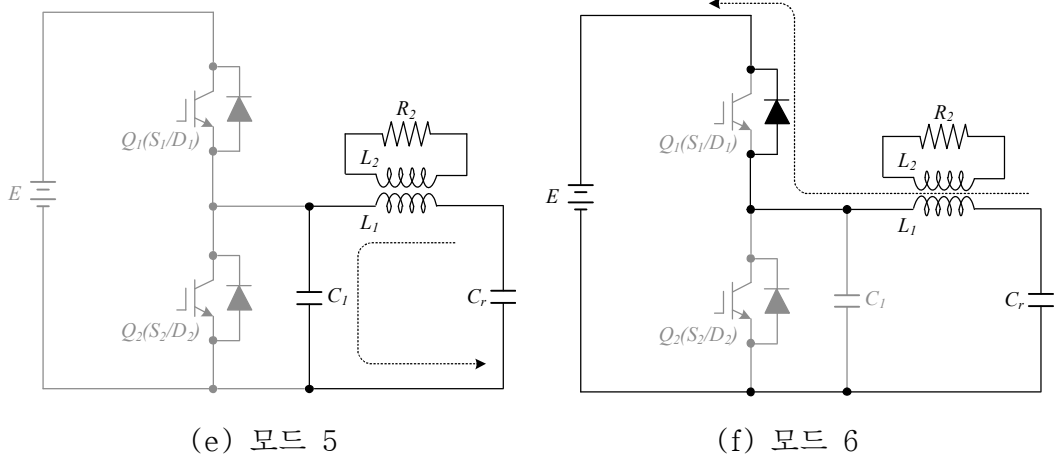 R₂
L₂
Q₁(S₁/D₁)
E
L₁
C₁
Cᵣ
Q₂(S₂/D₂)
(e) 모드 5
R₂
L₂
Q₁(S₁/D₁)
E
L₁
C₁
Cᵣ
Q₂(S₂/D₂)
(f) 모드 6